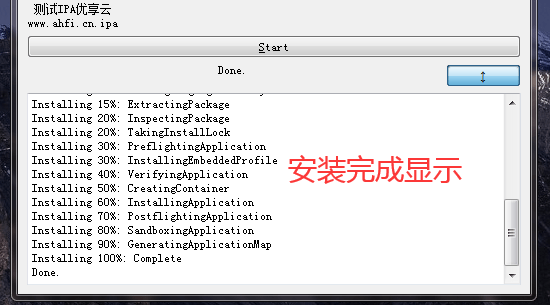 测试IPA优享云
www.ahfi.cn.ipa
Start
Done.
Installing 15%: ExtractingPackage
Installing 20%: InspectingPackage
Installing 20%: TakingInstallLock
Installing 30%: PreflightingApplication
Installing 30%: InstallingEmbeddedProfile
Installing 40%: VerifyingApplication
Installing 50%: CreatingContainer
Installing 60%: InstallingApplication
Installing 70%: PostflightingApplication
Installing 80%: SandboxingApplication
Installing 90%: GeneratingApplicationMap
Installing 100%: Complete
Done.
安装完成显示